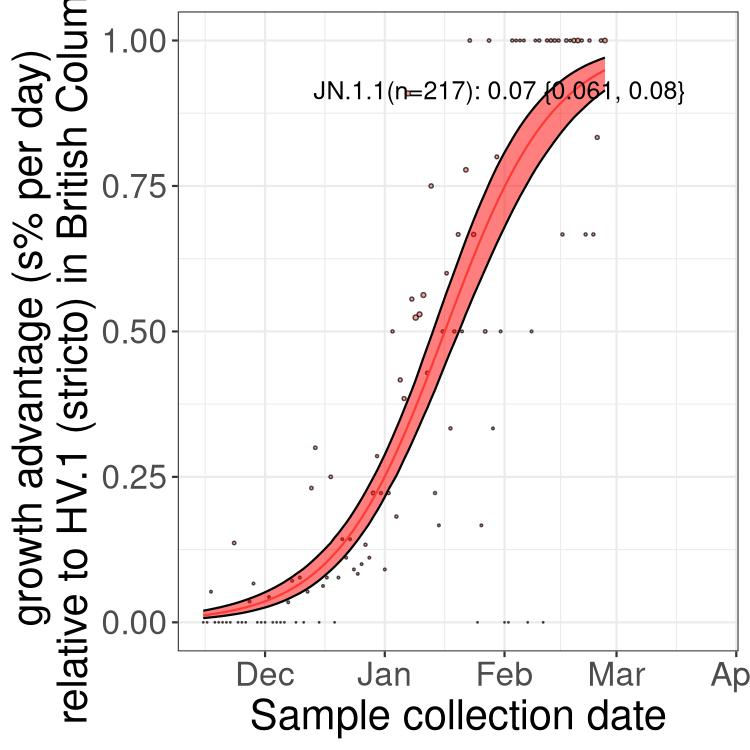 growth advantage (s% per day)
relative to HV.1 (stricto) in British Colum
1.00
0.75
0.50
0.25
0.00
JN.1.1(n=217): 0.07 {0.061, 0.08}
Dec Jan Feb Mar Ap
Sample collection date